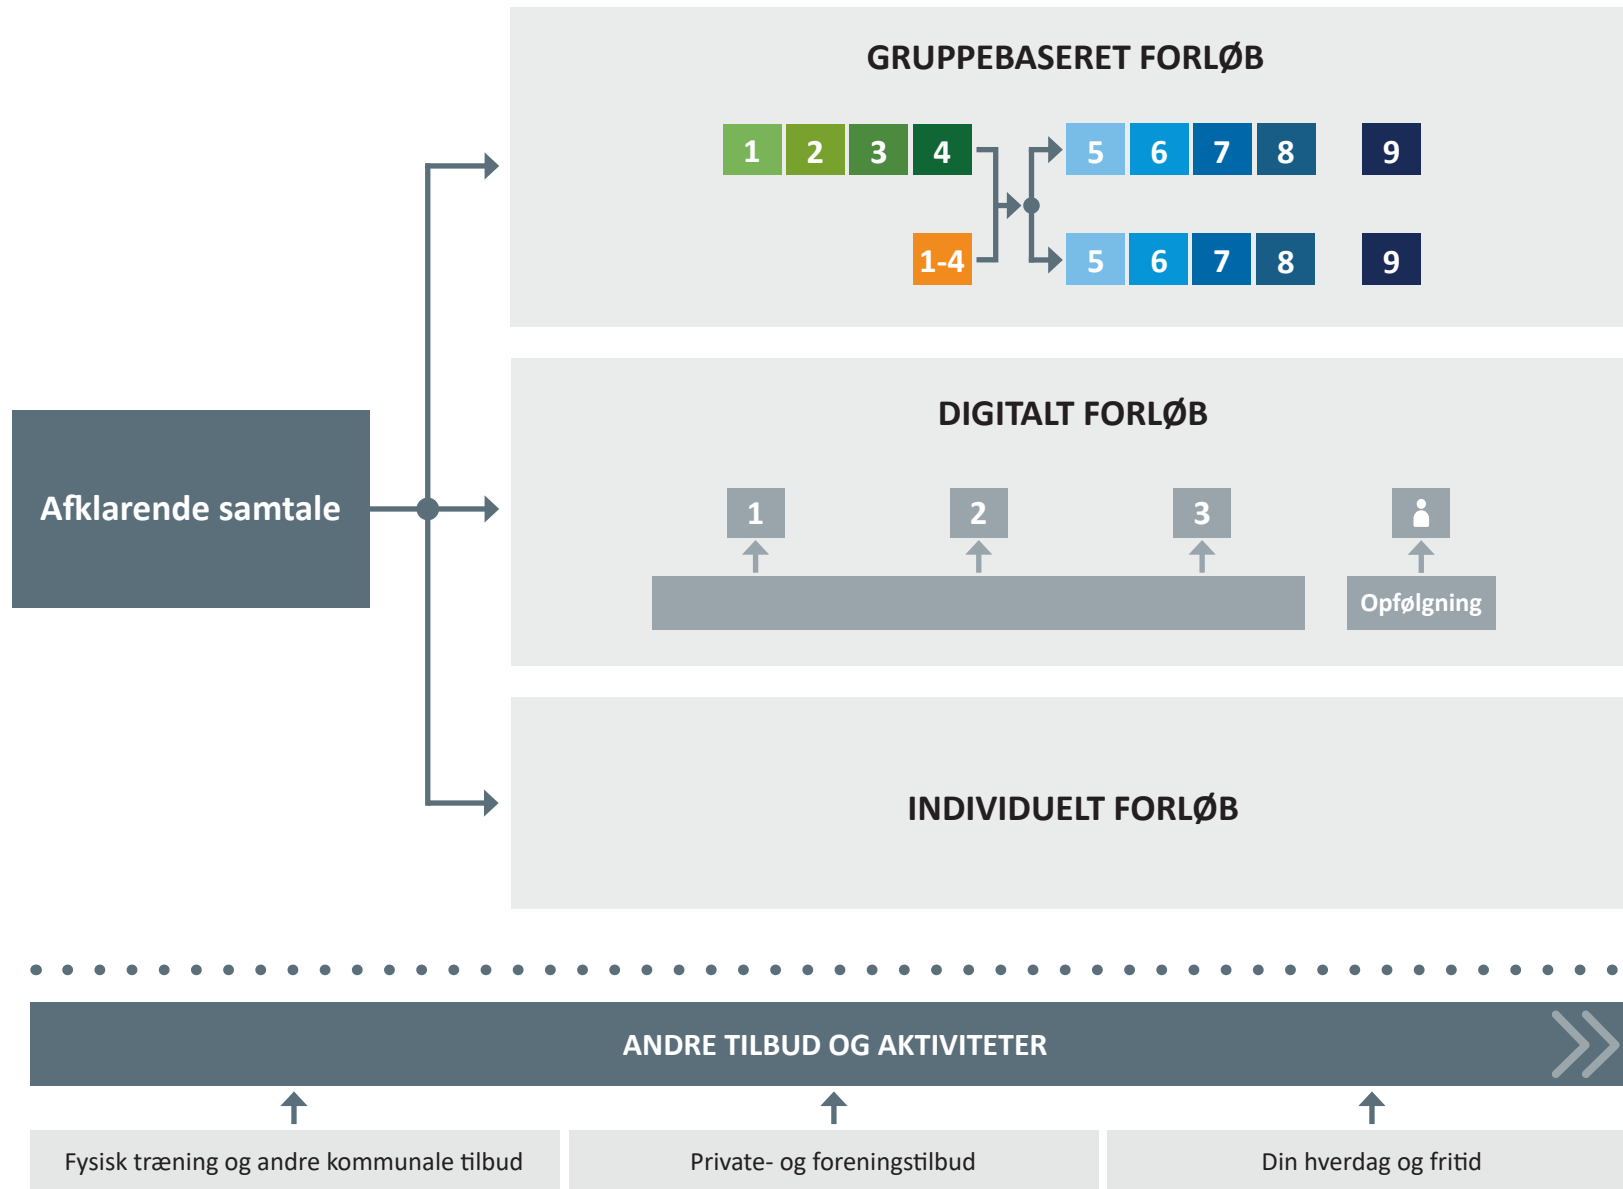 GRUPPEBASERET FORLØB
1 2 3 4 5 6 7 8 9
1-4 5 6 7 8 9
Afklarende samtale
DIGITALT FORLØB
1 2 3
Opfølgning
INDIVIDUELT FORLØB
ANDRE TILBUD OG AKTIVITETER
Fysisk træning og andre kommunale tilbud
Private- og foreningstilbud
Din hverdag og fritid